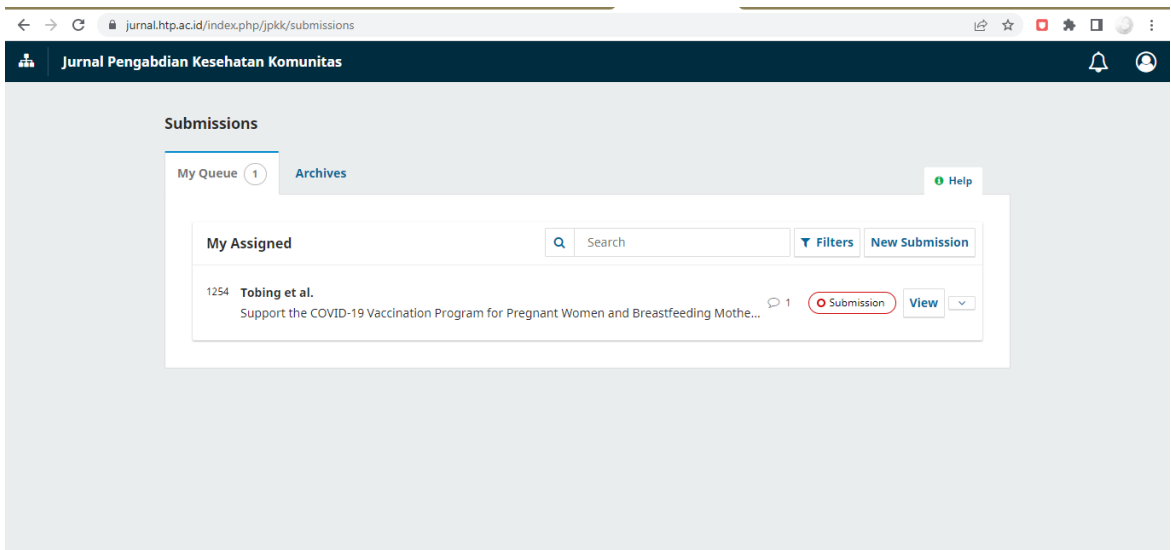 jurnal.htp.ac.id/index.php/jpkk/submissions
Jurnal Pengabdian Kesehatan Komunitas
Submissions
My Queue 1
Archives
Help
My Assigned
Search
Filters
New Submission
1254 Tobing et al.
Support the COVID-19 Vaccination Program for Pregnant Women and Breastfeeding Mothe...
1
Submission
View